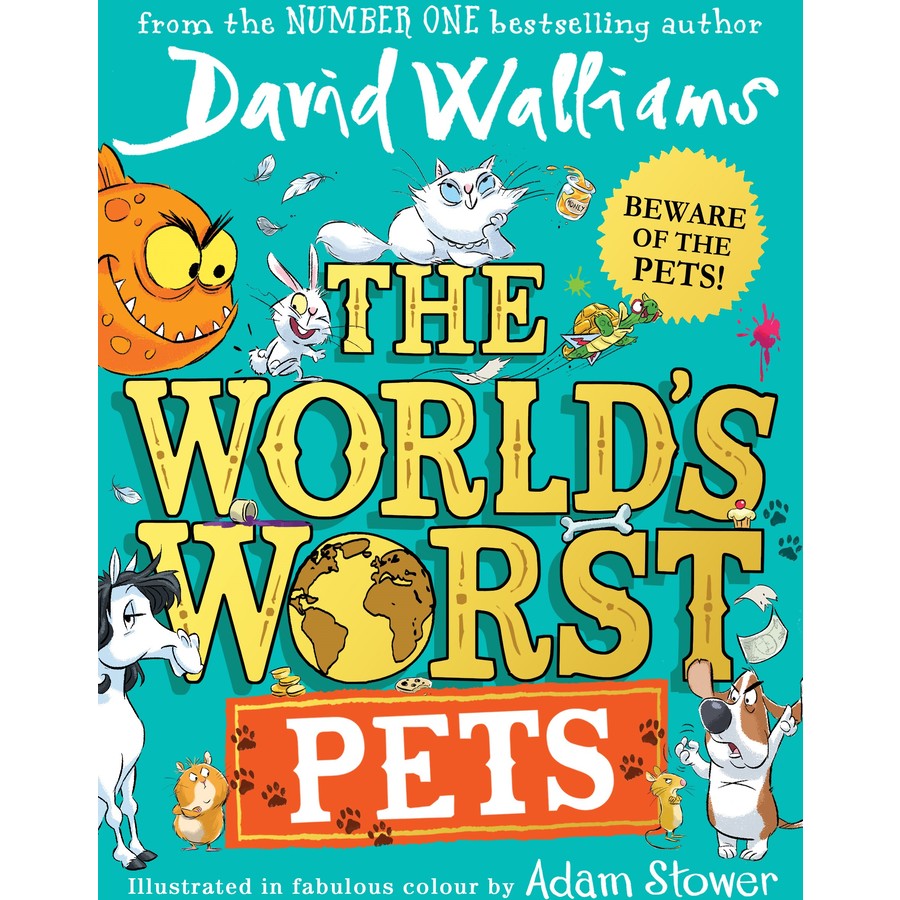 from the NUMBER ONE bestselling author
David Walliams
BEWARE
OF THE
PETS!
HONEY
THE
WORLD'S
WORST
PETS
Illustrated in fabulous colour by Adam Stower